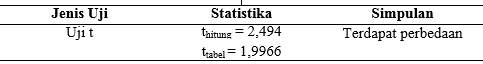 Jenis Uji Statistika Simpulan
Uji t thitung = 2,494 Terdapat perbedaan
ttabel = 1,9966